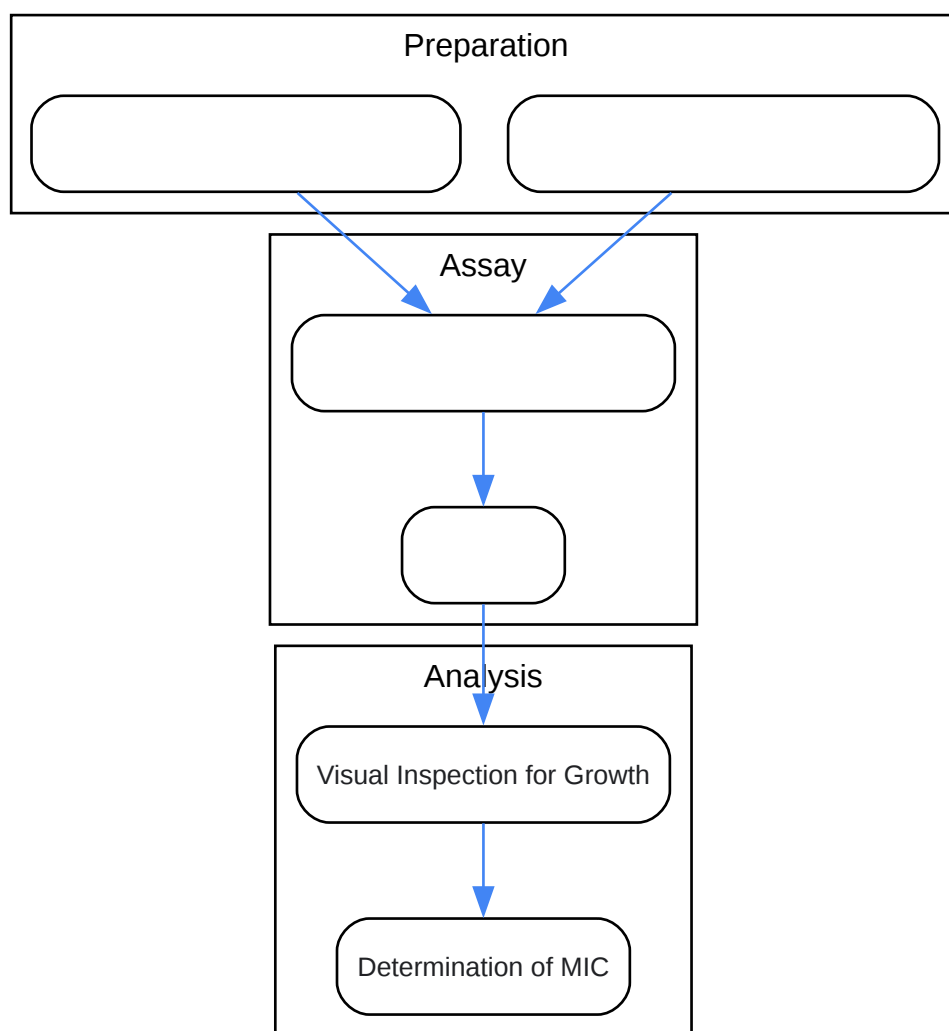 Preparation
Assay
Analysis
Visual Inspection for Growth
Determination of MIC